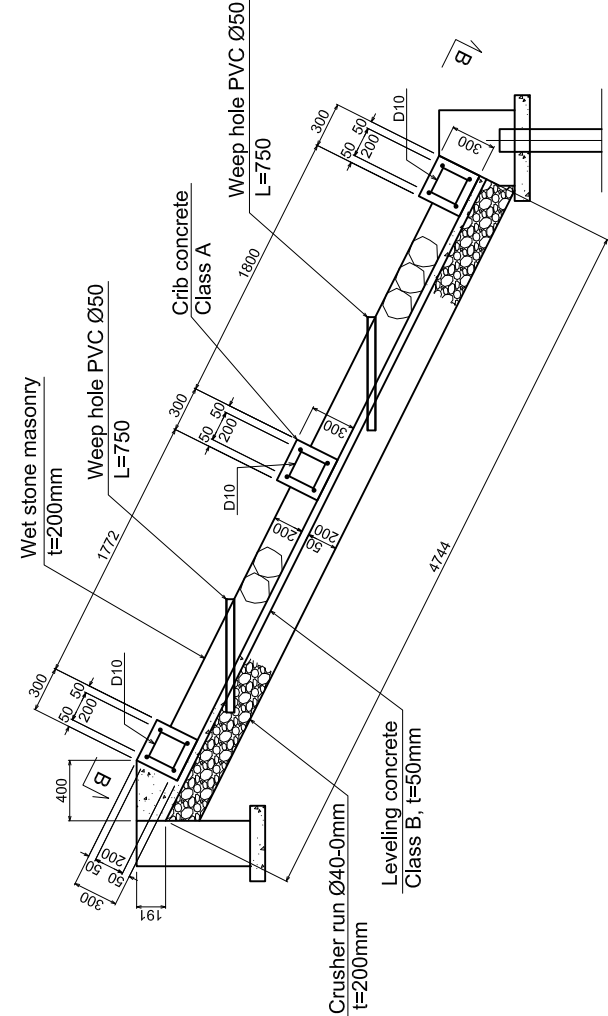 B
D10
300
50
200
50
300
Weep hole PVC Ø50
L=750
1800
Crib concrete
Class A
300
50
200
50
D10
300
Weep hole PVC Ø50
L=750
Wet stone masonry
t=200mm
1772
200
200
50
4744
300
50
200
50
D10
B
400
50
200
50
300
191
Leveling concrete
Class B, t=50mm
Crusher run Ø40-0mm
t=200mm